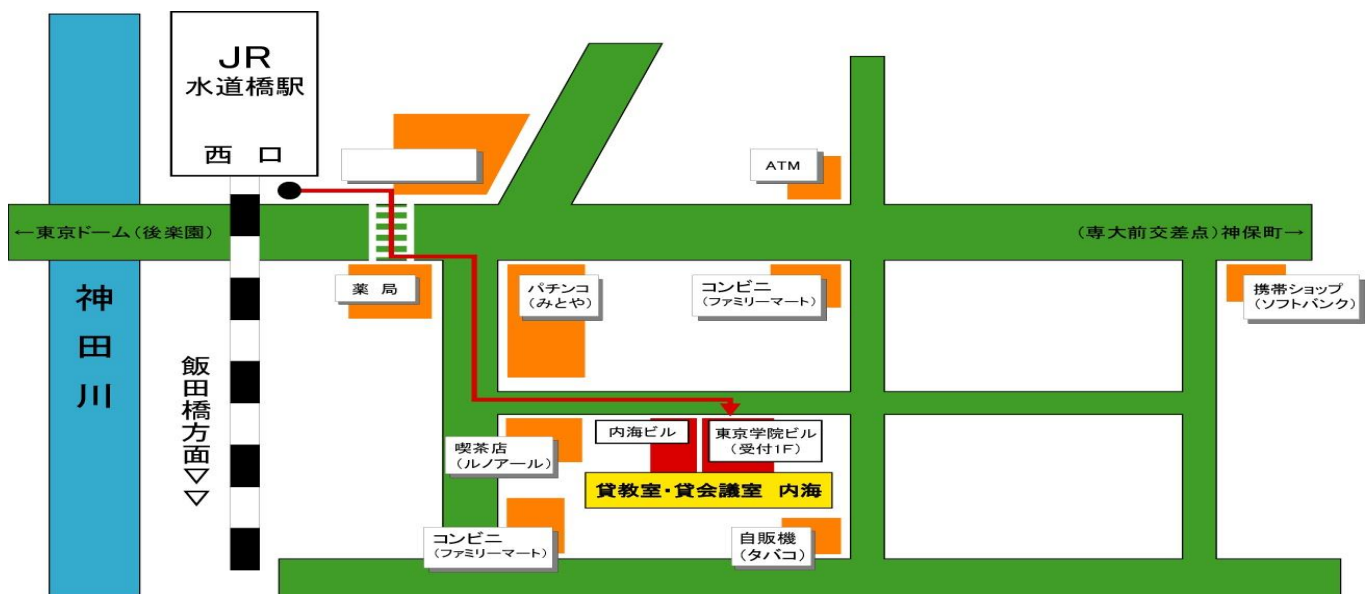 JR
水道橋駅
西 口
ATM
←東京ドーム(後楽園)
(専大前交差点)神保町→
神田川
飯田橋方面▽▽
薬 局
パチンコ
(みとや)
コンビニ
(ファミリーマート)
携帯ショップ
(ソフトバンク)
喫茶店
(ルノアール)
内海ビル
東京学院ビル
(受付1F)
貸教室・貸会議室 内海
コンビニ
(ファミリーマート)
自販機
(タバコ)